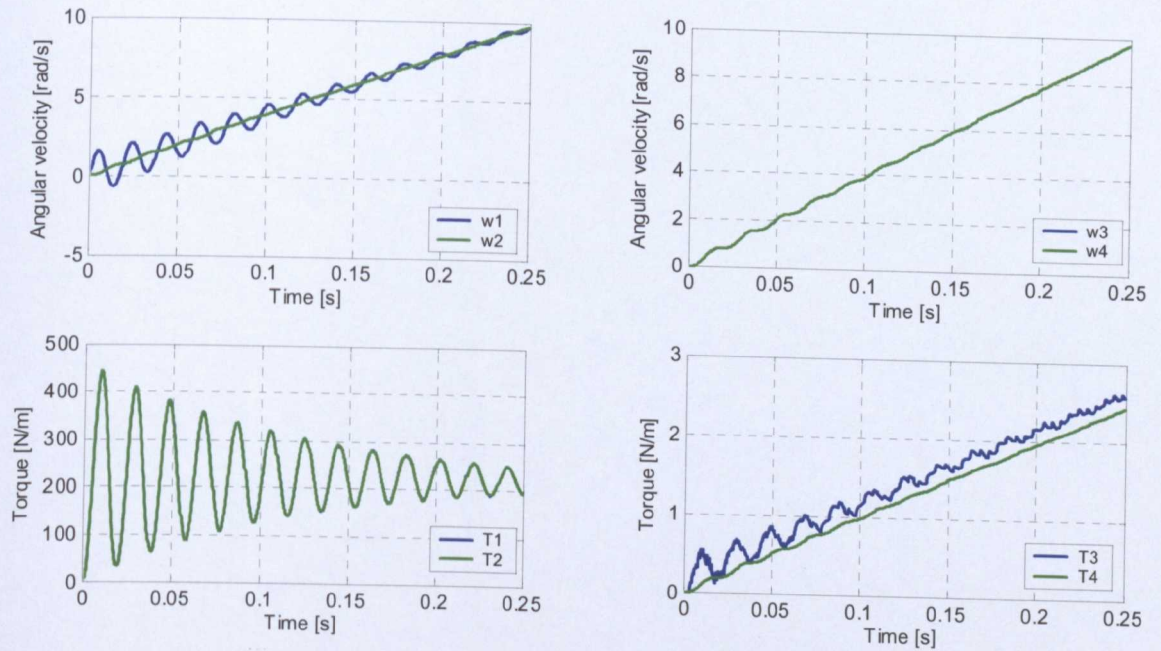 Angular velocity [rad/s]
10
5
0
-5
0
0.05
0.1
0.15
0.2
0.25
Time [s]
w1
w2
Angular velocity [rad/s]
10
8
6
4
2
0
0
0.05
0.1
0.15
0.2
0.25
Time [s]
w3
w4
Torque [N/m]
500
400
300
200
100
0
0
0.05
0.1
0.15
0.2
0.25
Time [s]
T1
T2
Torque [N/m]
3
2
1
0
0
0.05
0.1
0.15
0.2
0.25
Time [s]
T3
T4